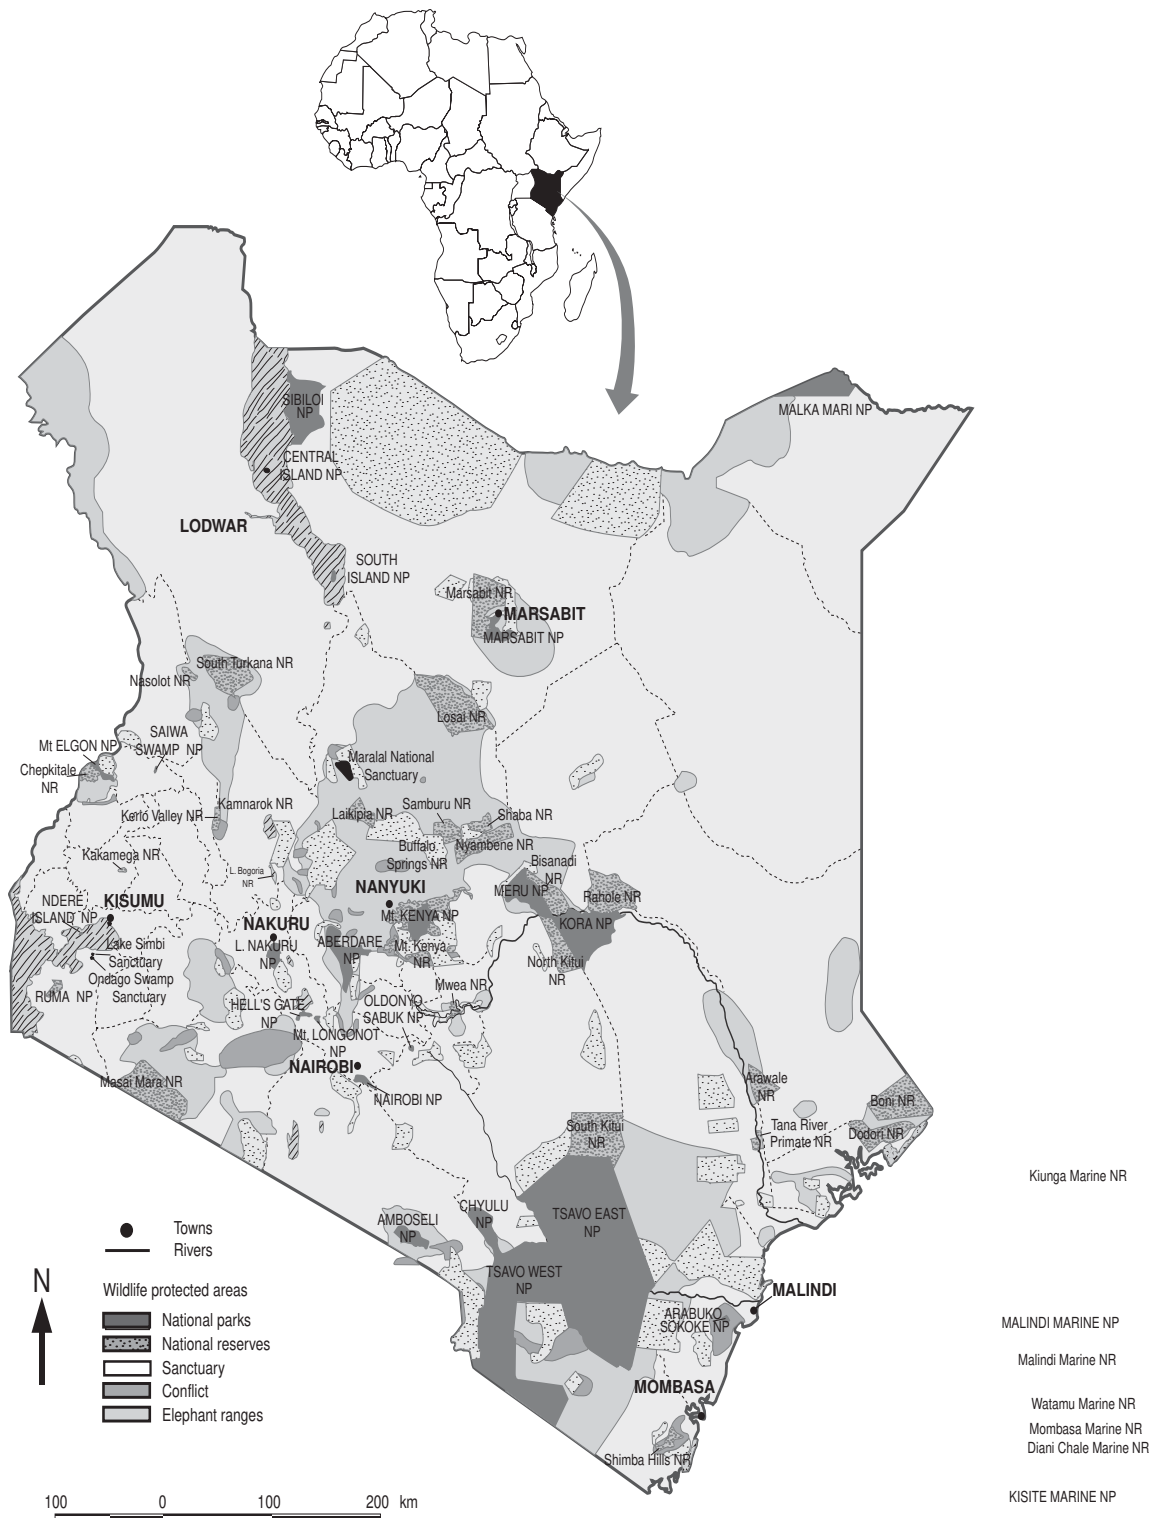 SIBILOI
NP
MALKA MARI NP
CENTRAL
ISLAND NP
LODWAR
SOUTH
ISLAND NP
Marsabit NR
MARSABIT
MARSABIT NP
South Turkana NR
Nasolot NR
Losai NR
SAIWA
SWAMP NP
Mt ELGON NP
Chepkitale
NR
Maralal National
Sanctuary
Kamnarok NR
Kerio Valley NR
Laikipia NR
Samburu NR
Shaba NR
Buffalo
Springs NR
Nyambene NR
Kakamega NR
L. Bogoria
NR
Bisanadi
NR
MERU NP
Rahole NR
NANYUKI
NDERE
ISLAND NP
KISUMU
NAKURU
Mt. KENYA NP
KORA NP
L. NAKURU
NP
ABERDARE
NP
Mt. Kenya
NR
Lake Simbi
Sanctuary
Ondago Swamp
Sanctuary
North Kitui
NR
RUMA NP
Mwea NR
HELL'S GATE
NP
OLDONYO
SABUK NP
Mt. LONGONOT
NP
NAIROBI
Masai Mara NR
NAIROBI NP
Arawale
NR
Boni NR
South Kitui
NR
Tana River
Primate NR
Dodori NR
Kiunga Marine NR
AMBOSELI
NP
CHYULU
NP
TSAVO EAST
NP
TSAVO WEST
NP
MALINDI
ARABUKO
SOKOKE NP
MALINDI MARINE NP
Malindi Marine NR
MOMBASA
Watamu Marine NR
Mombasa Marine NR
Diani Chale Marine NR
Shimba Hills NR
KISITE MARINE NP
Towns
Rivers
N
Wildlife protected areas
National parks
National reserves
Sanctuary
Conflict
Elephant ranges
100 0 100 200 km